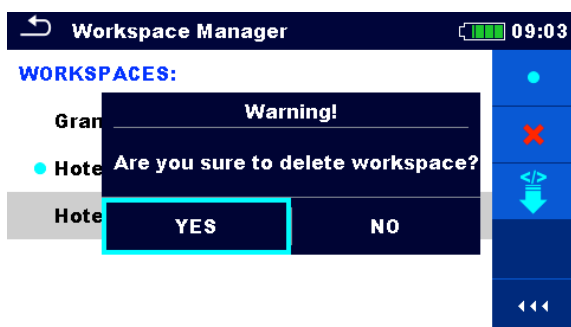 Workspace Manager 09:03
WORKSPACES:
Gran
Hote
Hote
Warning!
Are you sure to delete workspace?
YES NO